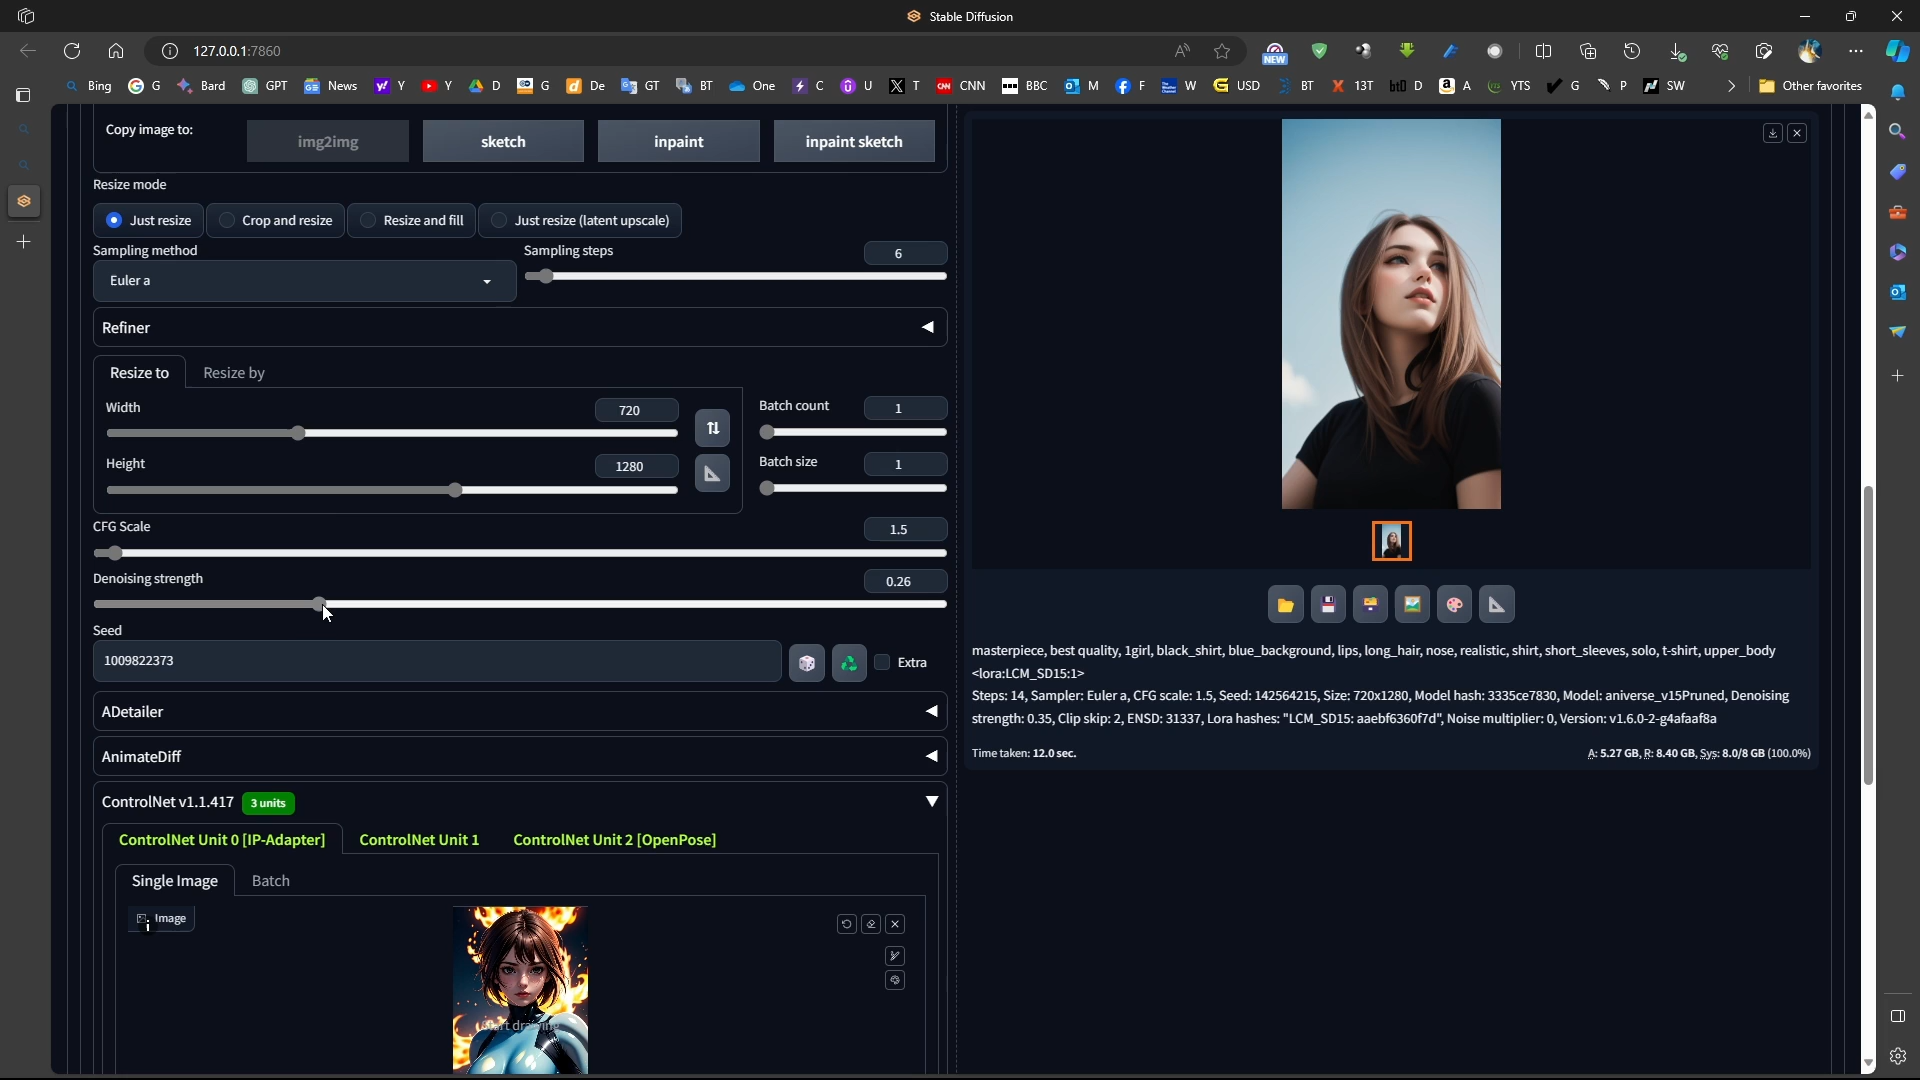 Stable Diffusion
127.0.0.1:7860
NEW
Bing G Bard GPT News Y Y D G De GT BT One C U T CNN BBC M F W USD BT 13T D A YTS G P SW Other favorites
Copy image to:
img2img sketch inpaint inpaint sketch
Resize mode
Just resize Crop and resize Resize and fill Just resize (latent upscale)
Sampling method Sampling steps 6
Euler a
Refiner
Resize to Resize by
Width 720 Batch count 1
Height 1280 Batch size 1
CFG Scale 1.5
Denoising strength 0.26
Seed
1009822373 Extra
ADetailer
AnimateDiff
ControlNet v1.1.417 3 units
ControlNet Unit 0 [IP-Adapter] ControlNet Unit 1 ControlNet Unit 2 [OpenPose]
Single Image Batch
Image
masterpiece, best quality, 1girl, black_shirt, blue_background, lips, long_hair, nose, realistic, shirt, short_sleeves, solo, t-shirt, upper_body
<lora:LCM_SD15:1>
Steps: 14, Sampler: Euler a, CFG scale: 1.5, Seed: 142564215, Size: 720x1280, Model hash: 3335ce7830, Model: aniverse_v15Pruned, Denoising
strength: 0.35, Clip skip: 2, ENSD: 31337, Lora hashes: "LCM_SD15: aaebf6360f7d", Noise multiplier: 0, Version: v1.6.0-2-g4afaaf8a
Time taken: 12.0 sec. A: 5.27 GB, R: 8.40 GB, Sys: 8.0/8 GB (100.0%)